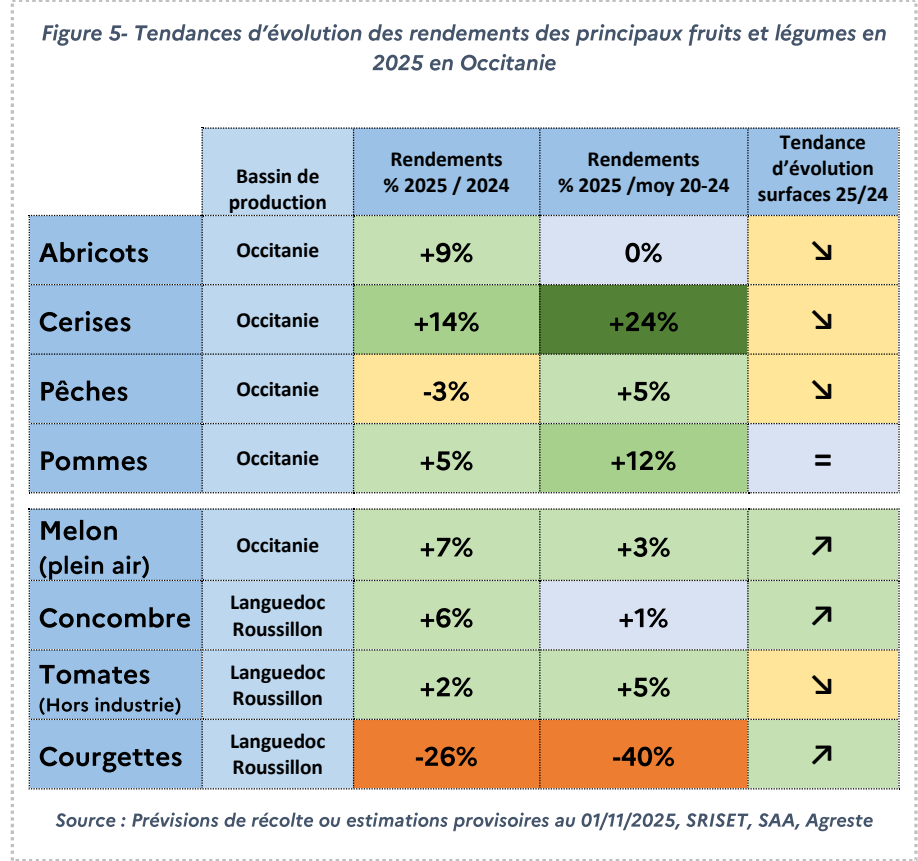 Figure 5- Tendances d'évolution des rendements des principaux fruits et légumes en
2025 en Occitanie
Bassin de
production
Rendements
% 2025 / 2024
Rendements
% 2025 /moy 20-24
Tendance
d'évolution
surfaces 25/24
Abricots
Occitanie
+9%
0%
↘
Cerises
Occitanie
+14%
+24%
↘
Pêches
Occitanie
-3%
+5%
↘
Pommes
Occitanie
+5%
+12%
=
Melon
(plein air)
Occitanie
+7%
+3%
↗
Concombre
Languedoc
Roussillon
+6%
+1%
↗
Tomates
(Hors industrie)
Languedoc
Roussillon
+2%
+5%
↘
Courgettes
Languedoc
Roussillon
-26%
-40%
↗
Source : Prévisions de récolte ou estimations provisoires au 01/11/2025, SRISET, SAA, Agreste